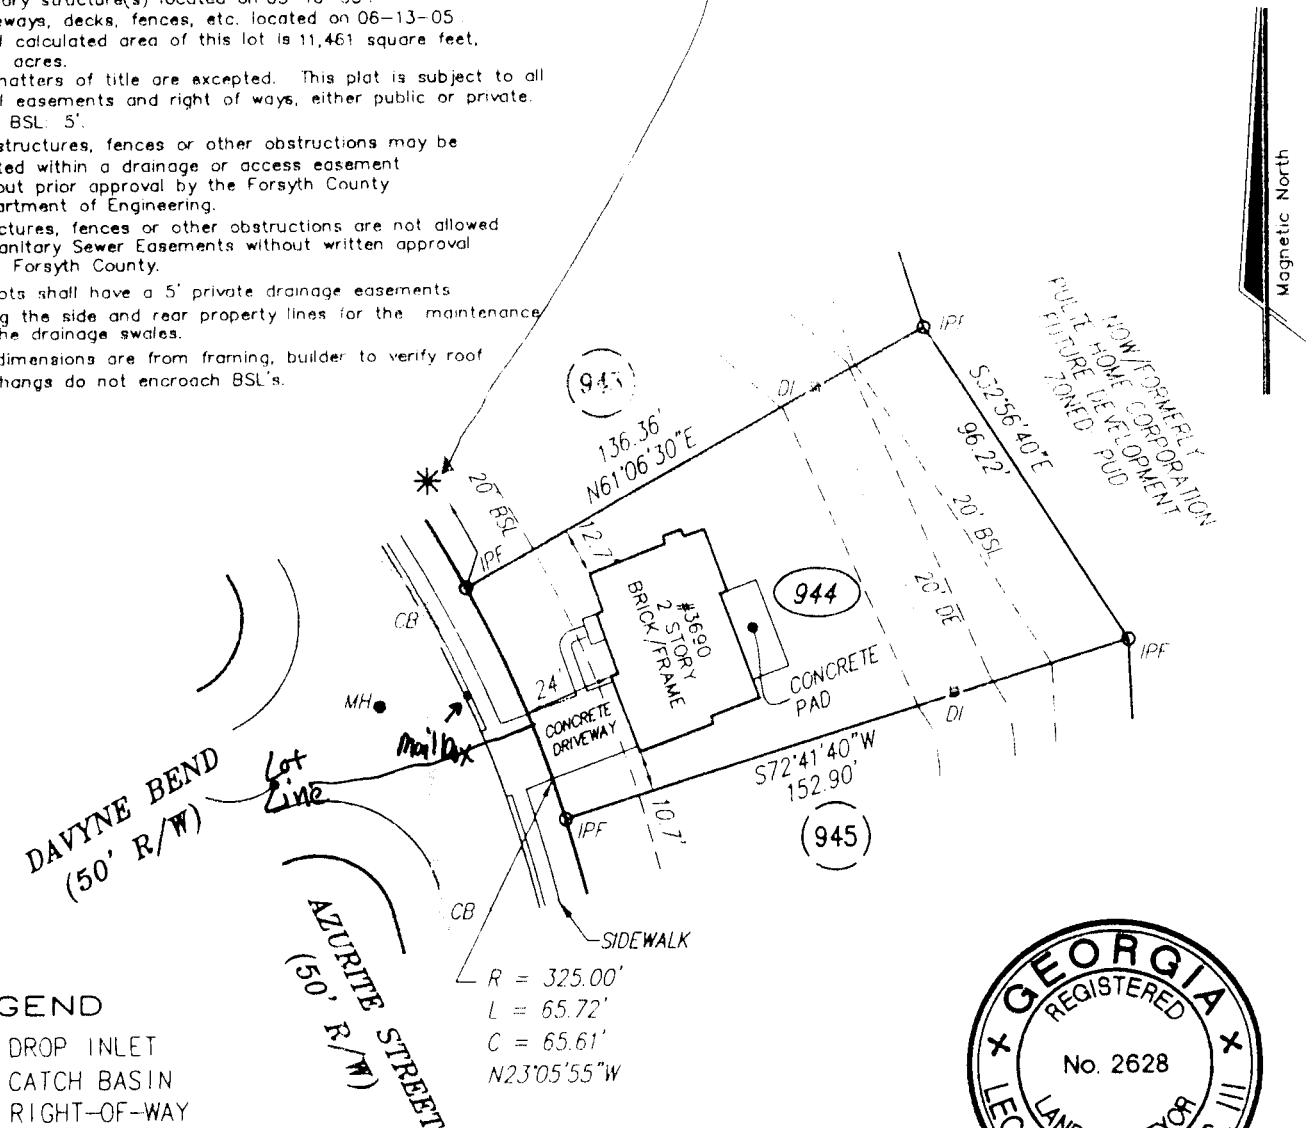 ory structure(s) located on
eways, decks, fences, etc. located on 06-13-05
calculated area of this lot is 11,461 square feet,
acres.
matters of title are excepted. This plat is subject to all
easements and right of ways, either public or private.
BSL: 5'.
structures, fences or other obstructions may be
ted within a drainage or access easement
out prior approval by the Forsyth County
artment of Engineering.
ctures, fences or other obstructions are not allowed
anitary Sewer Easements without written approval
Forsyth County.
ots shall have a 5' private drainage easements
g the side and rear property lines for the maintenance
he drainage swales.
dimensions are from framing, builder to verify roof
hangs do not encroach BSL's.
Magnetic North
NOW/FORMERLY
PULTE HOME CORPORATION
FUTURE DEVELOPMENT
ZONED PUD
IPF
S32°56'40"E
96.22'
943
DI
136.36'
N61°06'30"E
20' BSL
IPF
12.7'
20' BSL
20' DE
944
#3690
2 STORY
BRICK/FRAME
CB
24'
CONCRETE
PAD
IPF
MH
Mail Box
CONCRETE
DRIVEWAY
DI
S72°41'40"W
152.90'
Lot
Line
DAVYNE BEND
(50' R/W)
10.7'
IPF
945
CB
SIDEWALK
AZURITE STREET
(50' R/W)
R = 325.00'
L = 65.72'
C = 65.61'
N23°05'55"W
GEND
DROP INLET
CATCH BASIN
RIGHT-OF-WAY
GEORGIA
REGISTERED
No. 2628